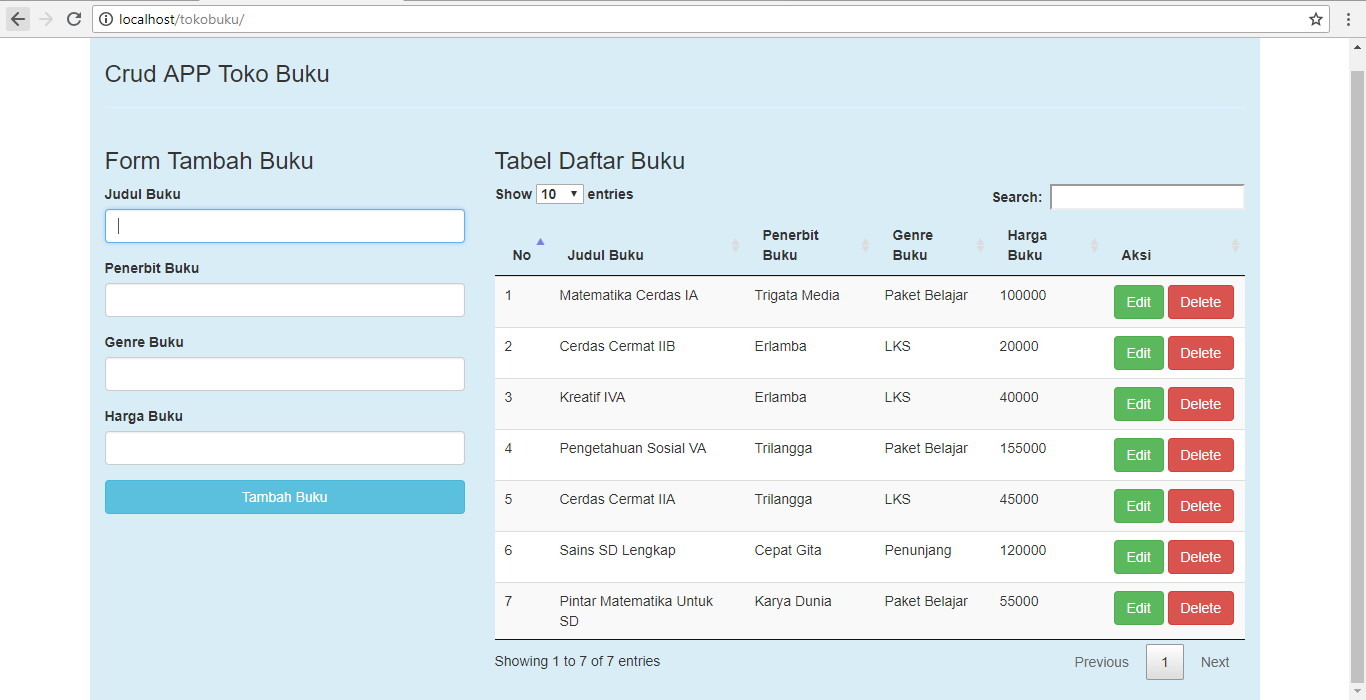 localhost/tokobuku/
Crud APP Toko Buku
Form Tambah Buku
Judul Buku
Penerbit Buku
Genre Buku
Harga Buku
Tambah Buku
Tabel Daftar Buku
Show 10 entries
Search:
No Judul Buku Penerbit Buku Genre Buku Harga Buku Aksi
1 Matematika Cerdas IA Trigata Media Paket Belajar 100000 Edit Delete
2 Cerdas Cermat IIB Erlamba LKS 20000 Edit Delete
3 Kreatif IVA Erlamba LKS 40000 Edit Delete
4 Pengetahuan Sosial VA Trilangga Paket Belajar 155000 Edit Delete
5 Cerdas Cermat IIA Trilangga LKS 45000 Edit Delete
6 Sains SD Lengkap Cepat Gita Penunjang 120000 Edit Delete
7 Pintar Matematika Untuk SD Karya Dunia Paket Belajar 55000 Edit Delete
Showing 1 to 7 of 7 entries
Previous 1 Next